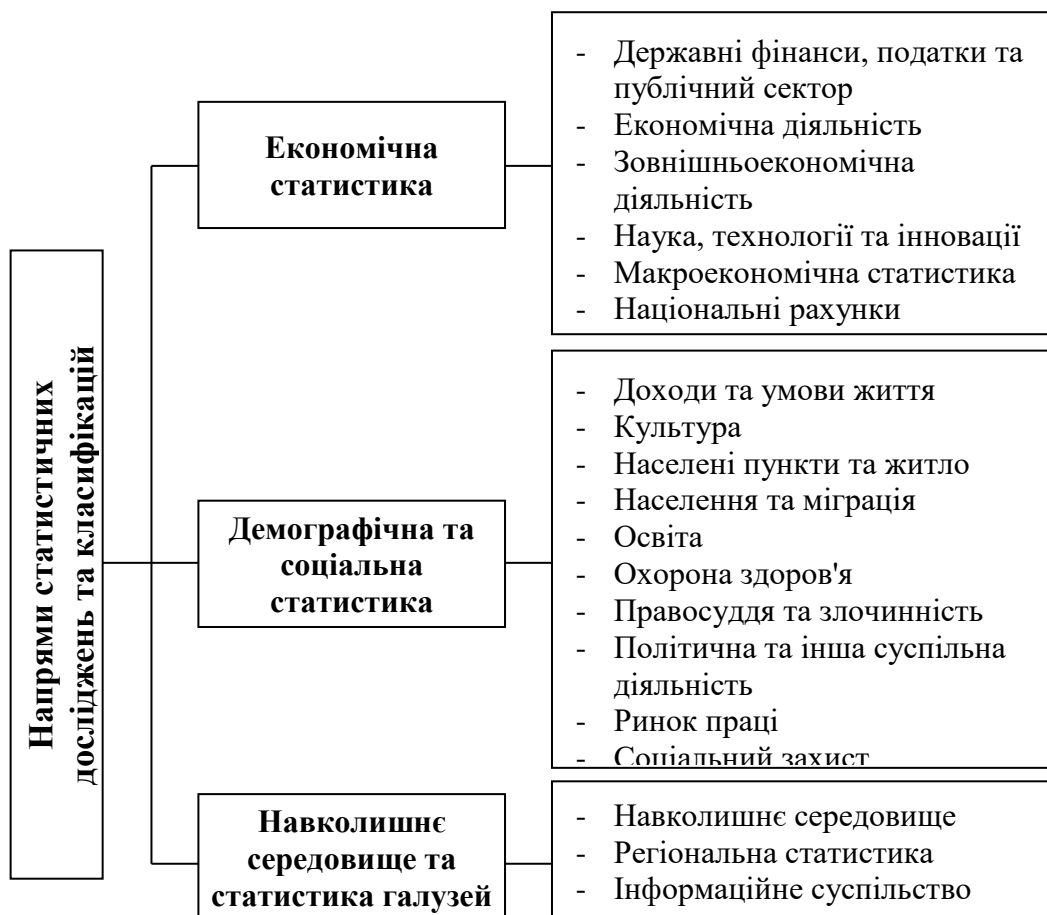 Напрями статистичних
досліджень та класифікацій
Економічна
статистика
- Державні фінанси, податки та
публічний сектор
- Економічна діяльність
- Зовнішньоекономічна
діяльність
- Наука, технології та інновації
- Макроекономічна статистика
- Національні рахунки
Демографічна та
соціальна
статистика
- Доходи та умови життя
- Культура
- Населені пункти та житло
- Населення та міграція
- Освіта
- Охорона здоров'я
- Правосуддя та злочинність
- Політична та інша суспільна
діяльність
- Ринок праці
- Соціальний захист
Навколишнє
середовище та
статистика галузей
- Навколишнє середовище
- Регіональна статистика
- Інформаційне суспільство